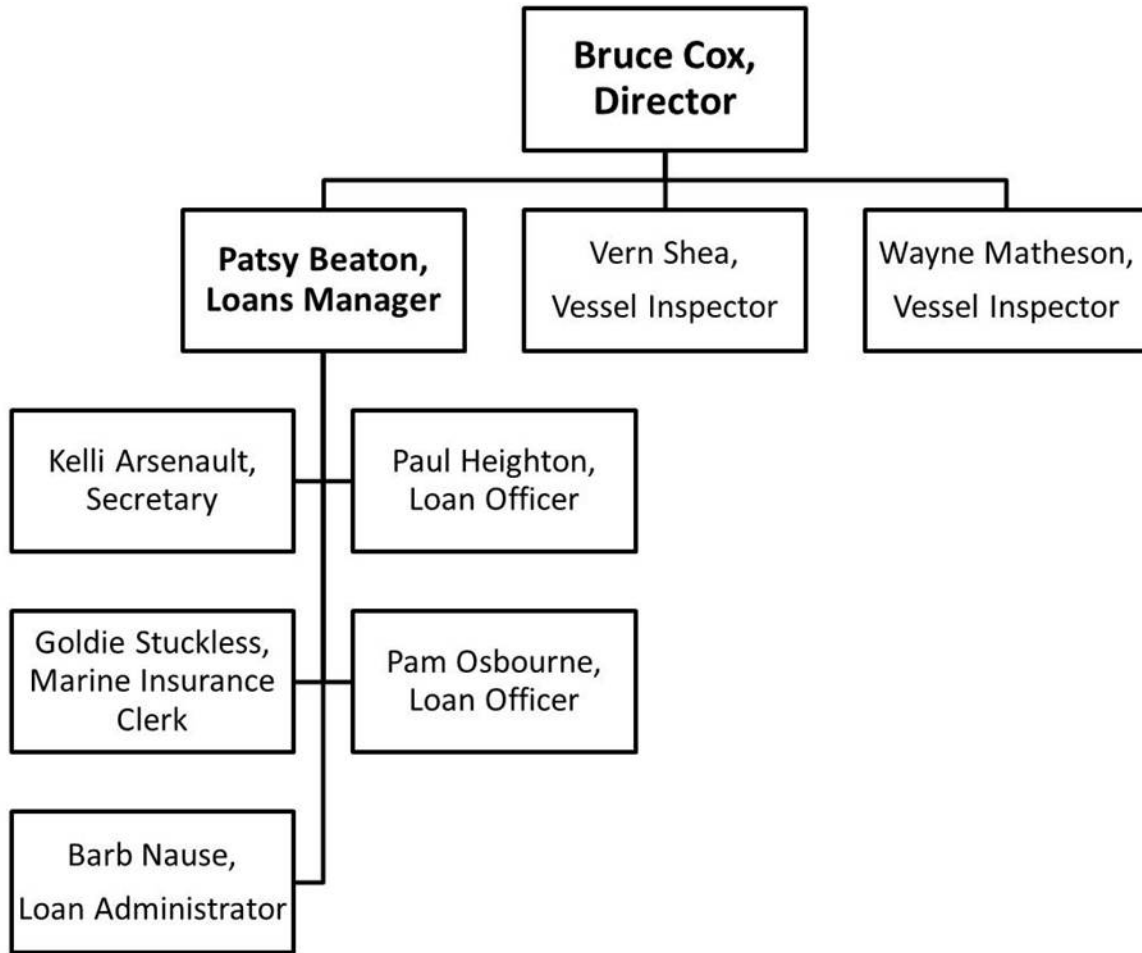 Bruce Cox,
Director
Patsy Beaton,
Loans Manager
Vern Shea,
Vessel Inspector
Wayne Matheson,
Vessel Inspector
Kelli Arsenault,
Secretary
Paul Heighton,
Loan Officer
Goldie Stuckless,
Marine Insurance
Clerk
Pam Osbourne,
Loan Officer
Barb Nause,
Loan Administrator